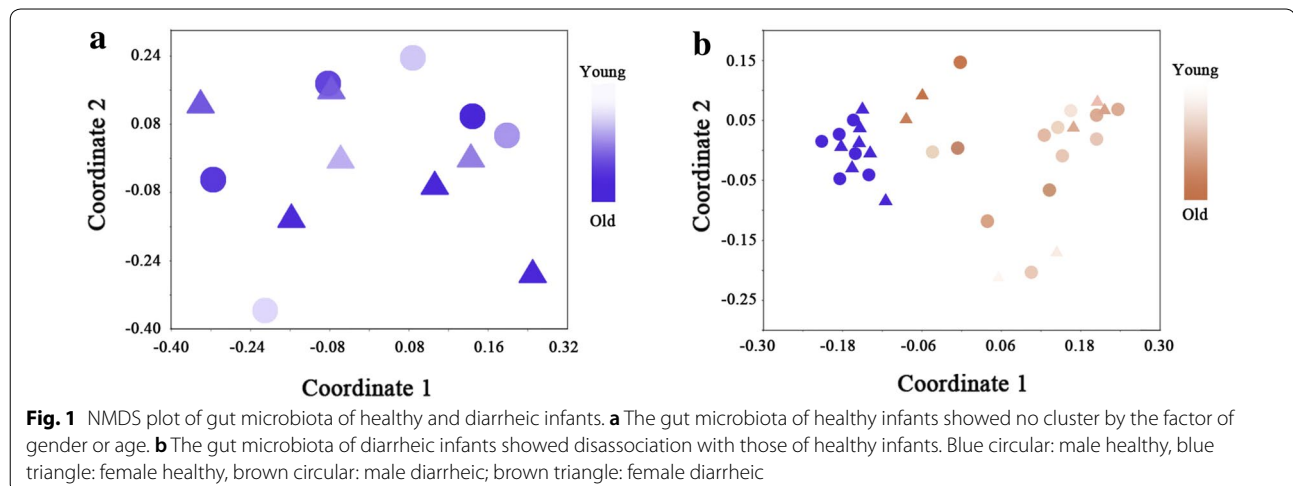 a
0.24
0.08
-0.08
-0.24
-0.40
Coordinate 2
-0.40 -0.24 -0.08 0.08 0.16 0.32
Coordinate 1
Young
Old
b
0.15
0.05
-0.05
-0.15
-0.25
Coordinate 2
-0.30 -0.18 -0.06 0.06 0.18 0.30
Coordinate 1
Young
Old
Fig. 1 NMDS plot of gut microbiota of healthy and diarrheic infants. a The gut microbiota of healthy infants showed no cluster by the factor of
gender or age. b The gut microbiota of diarrheic infants showed disassociation with those of healthy infants. Blue circular: male healthy, blue
triangle: female healthy, brown circular: male diarrheic; brown triangle: female diarrheic